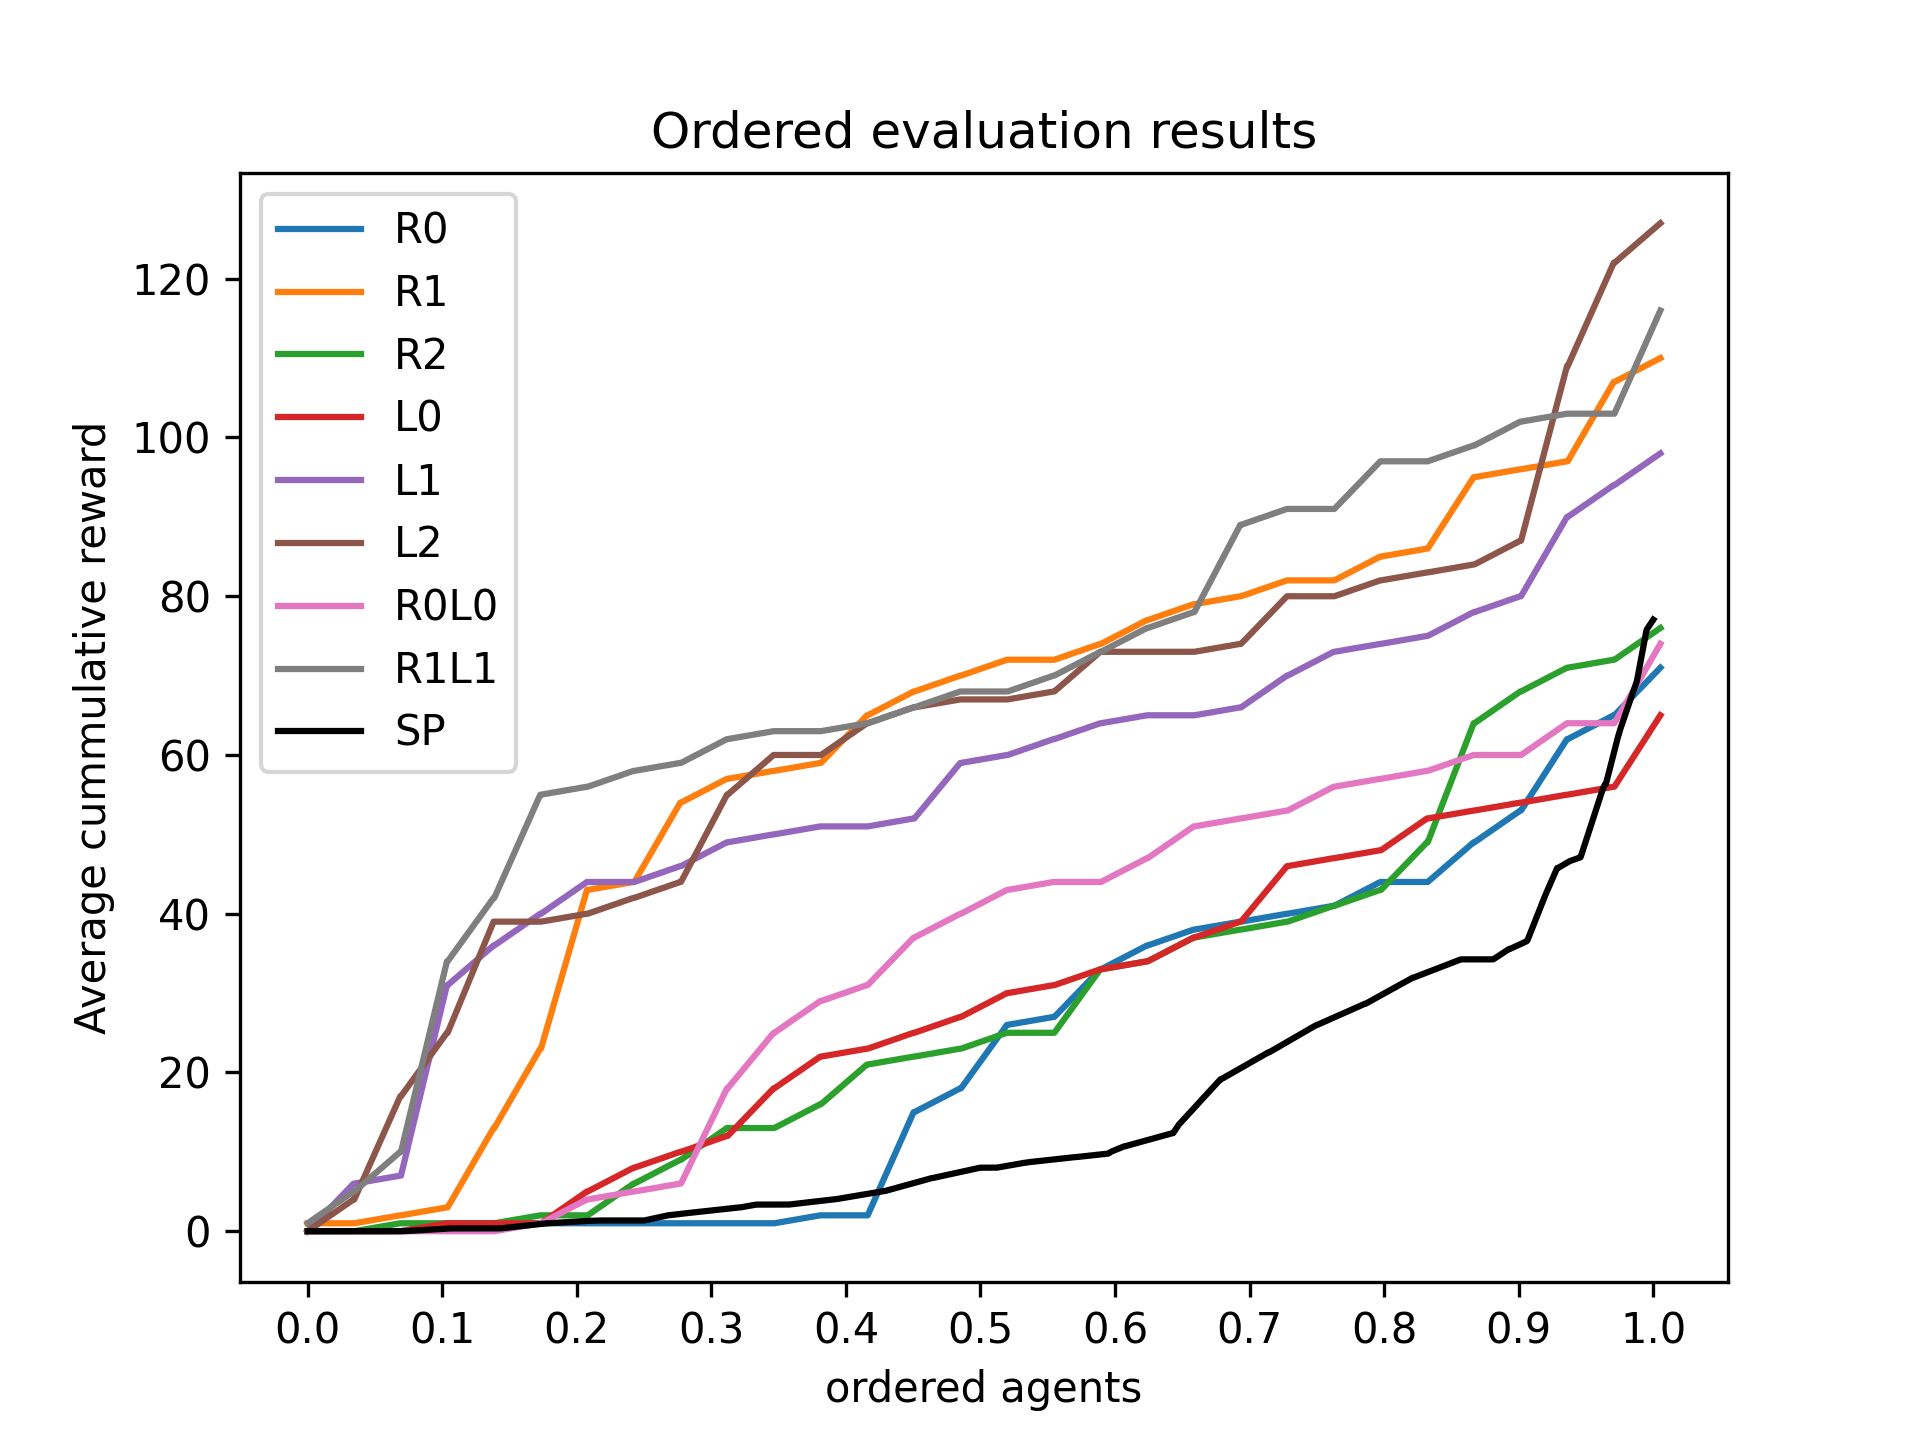 Ordered evaluation results
R0
R1
R2
L0
L1
L2
R0L0
R1L1
SP
Average cummulative reward
120
100
80
60
40
20
0
0.0 0.1 0.2 0.3 0.4 0.5 0.6 0.7 0.8 0.9 1.0
ordered agents